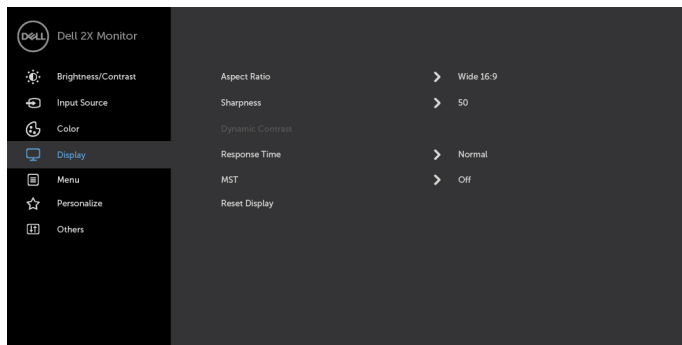 DELL Dell 2X Monitor
Brightness/Contrast
Input Source
Color
Display
Menu
Personalize
Others
Aspect Ratio Wide 16:9
Sharpness 50
Dynamic Contrast
Response Time Normal
MST Off
Reset Display